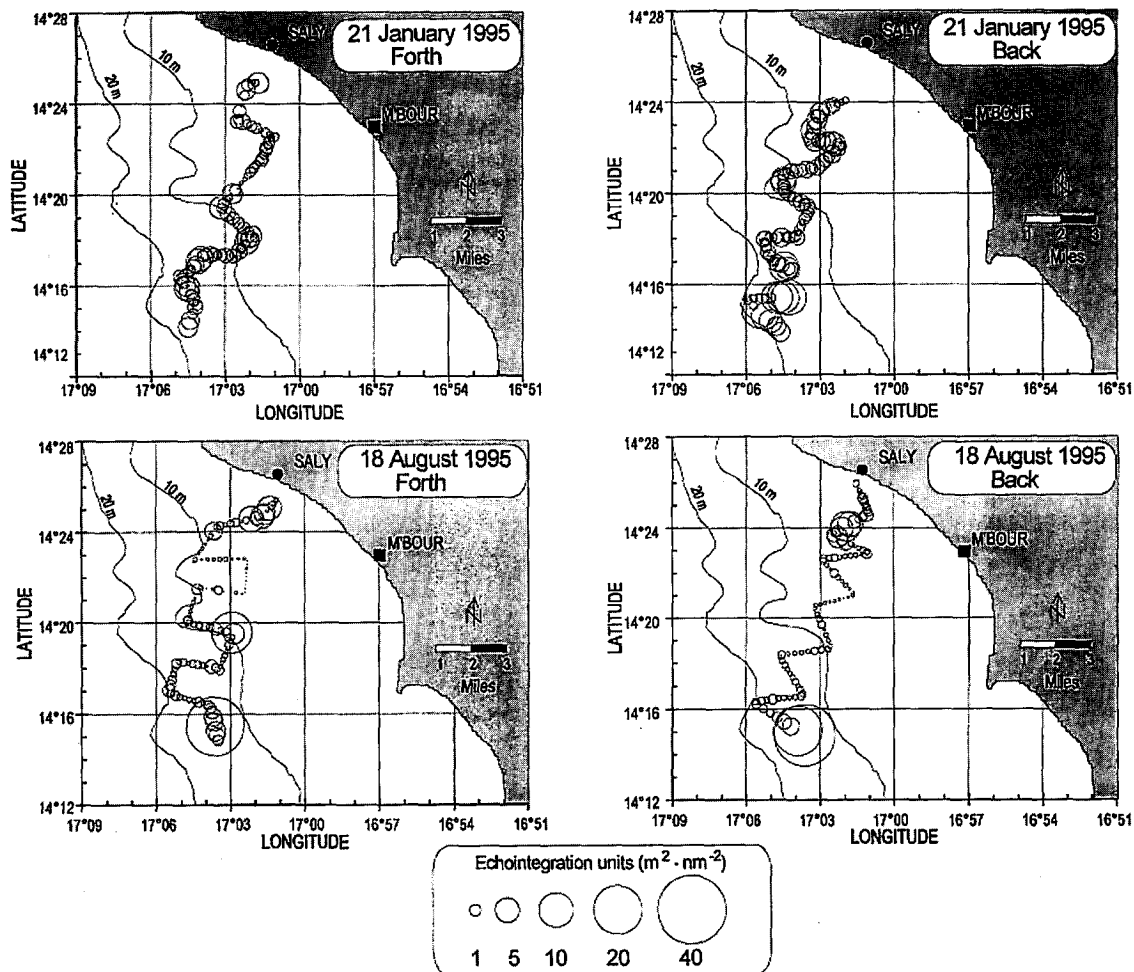 21 January 1995
Forth
SALY
M'BOUR
10 m
20 m
N
1 2 3
Miles
LATITUDE
14°28
14°24
14°20
14°16
14°12
17°09 17°06 17°03 17°00 16°57 16°54 16°51
LONGITUDE
21 January 1995
Back
SALY
M'BOUR
10 m
20 m
N
1 2 3
Miles
LATITUDE
14°28
14°24
14°20
14°16
14°12
17°09 17°06 17°03 17°00 16°57 16°54 16°51
LONGITUDE
18 August 1995
Forth
SALY
M'BOUR
10 m
20 m
N
1 2 3
Miles
LATITUDE
14°28
14°24
14°20
14°16
14°12
17°09 17°06 17°03 17°00 16°57 16°54 16°51
LONGITUDE
18 August 1995
Back
SALY
M'BOUR
10 m
20 m
N
1 2 3
Miles
LATITUDE
14°28
14°24
14°20
14°16
14°12
17°09 17°06 17°03 17°00 16°57 16°54 16°51
LONGITUDE
Echointegration units (m² · nm⁻²)
1 5 10 20 40